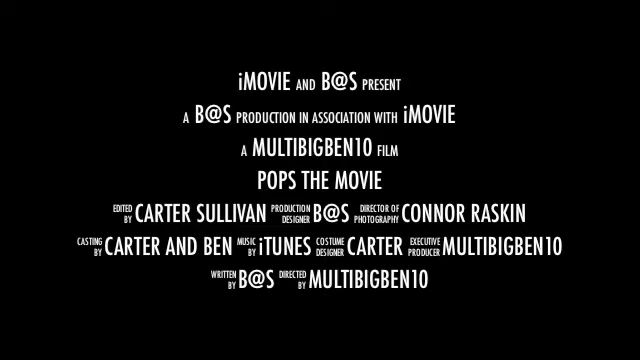 iMOVIE AND B@S PRESENT
A B@S PRODUCTION IN ASSOCIATION WITH iMOVIE
A MULTIBIGBEN10 FILM
POPS THE MOVIE
EDITED BY CARTER SULLIVAN PRODUCTION DESIGNER B@S DIRECTOR OF PHOTOGRAPHY CONNOR RASKIN
CASTING BY CARTER AND BEN MUSIC BY iTUNES COSTUME DESIGNER CARTER EXECUTIVE PRODUCER MULTIBIGBEN10
WRITTEN BY B@S DIRECTED BY MULTIBIGBEN10